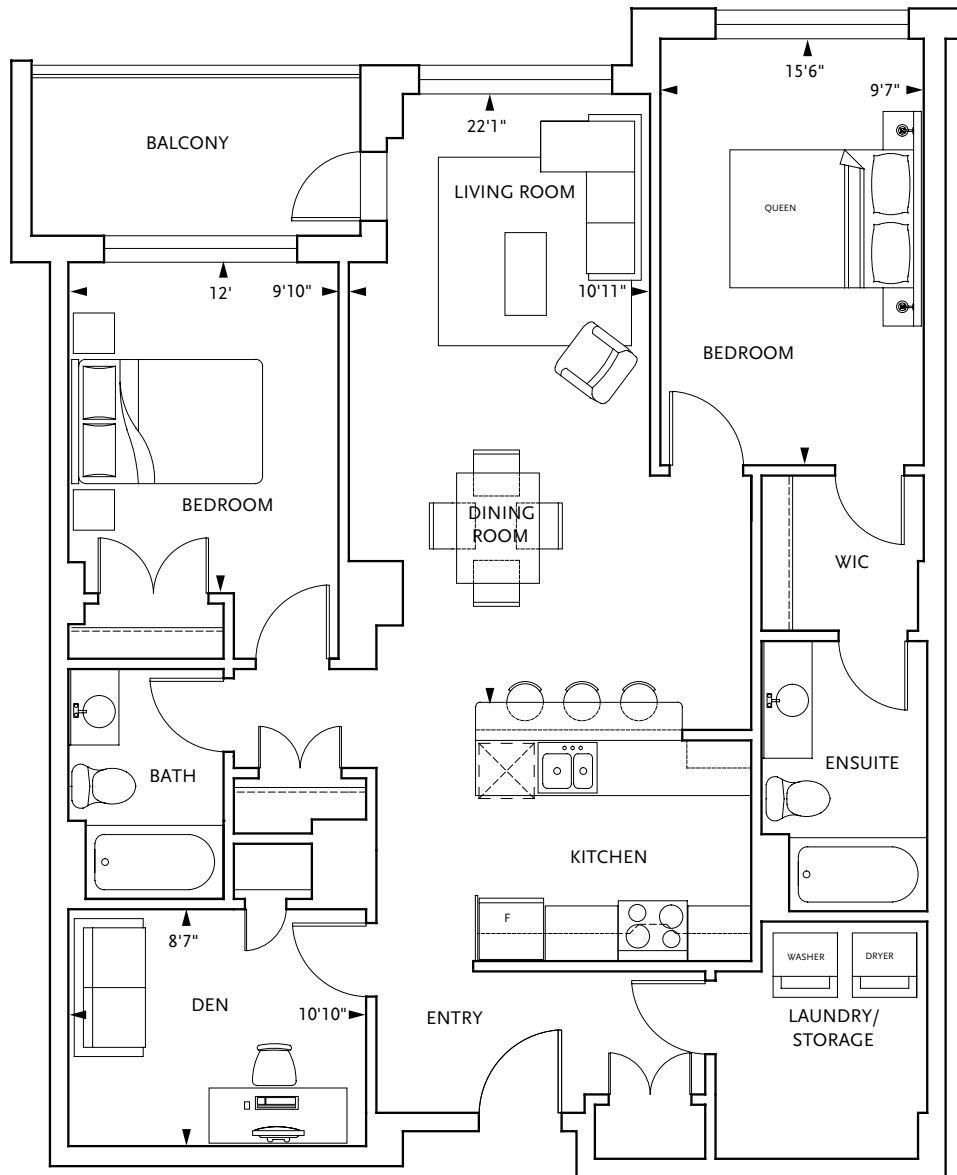 15'6"
9'7"
22'1"
BALCONY
LIVING ROOM
QUEEN
12'
9'10"
10'11"
BEDROOM
BEDROOM
DINING
ROOM
WIC
BATH
ENSUITE
KITCHEN
F
8'7"
WASHER
DRYER
DEN
10'10"
ENTRY
LAUNDRY/
STORAGE